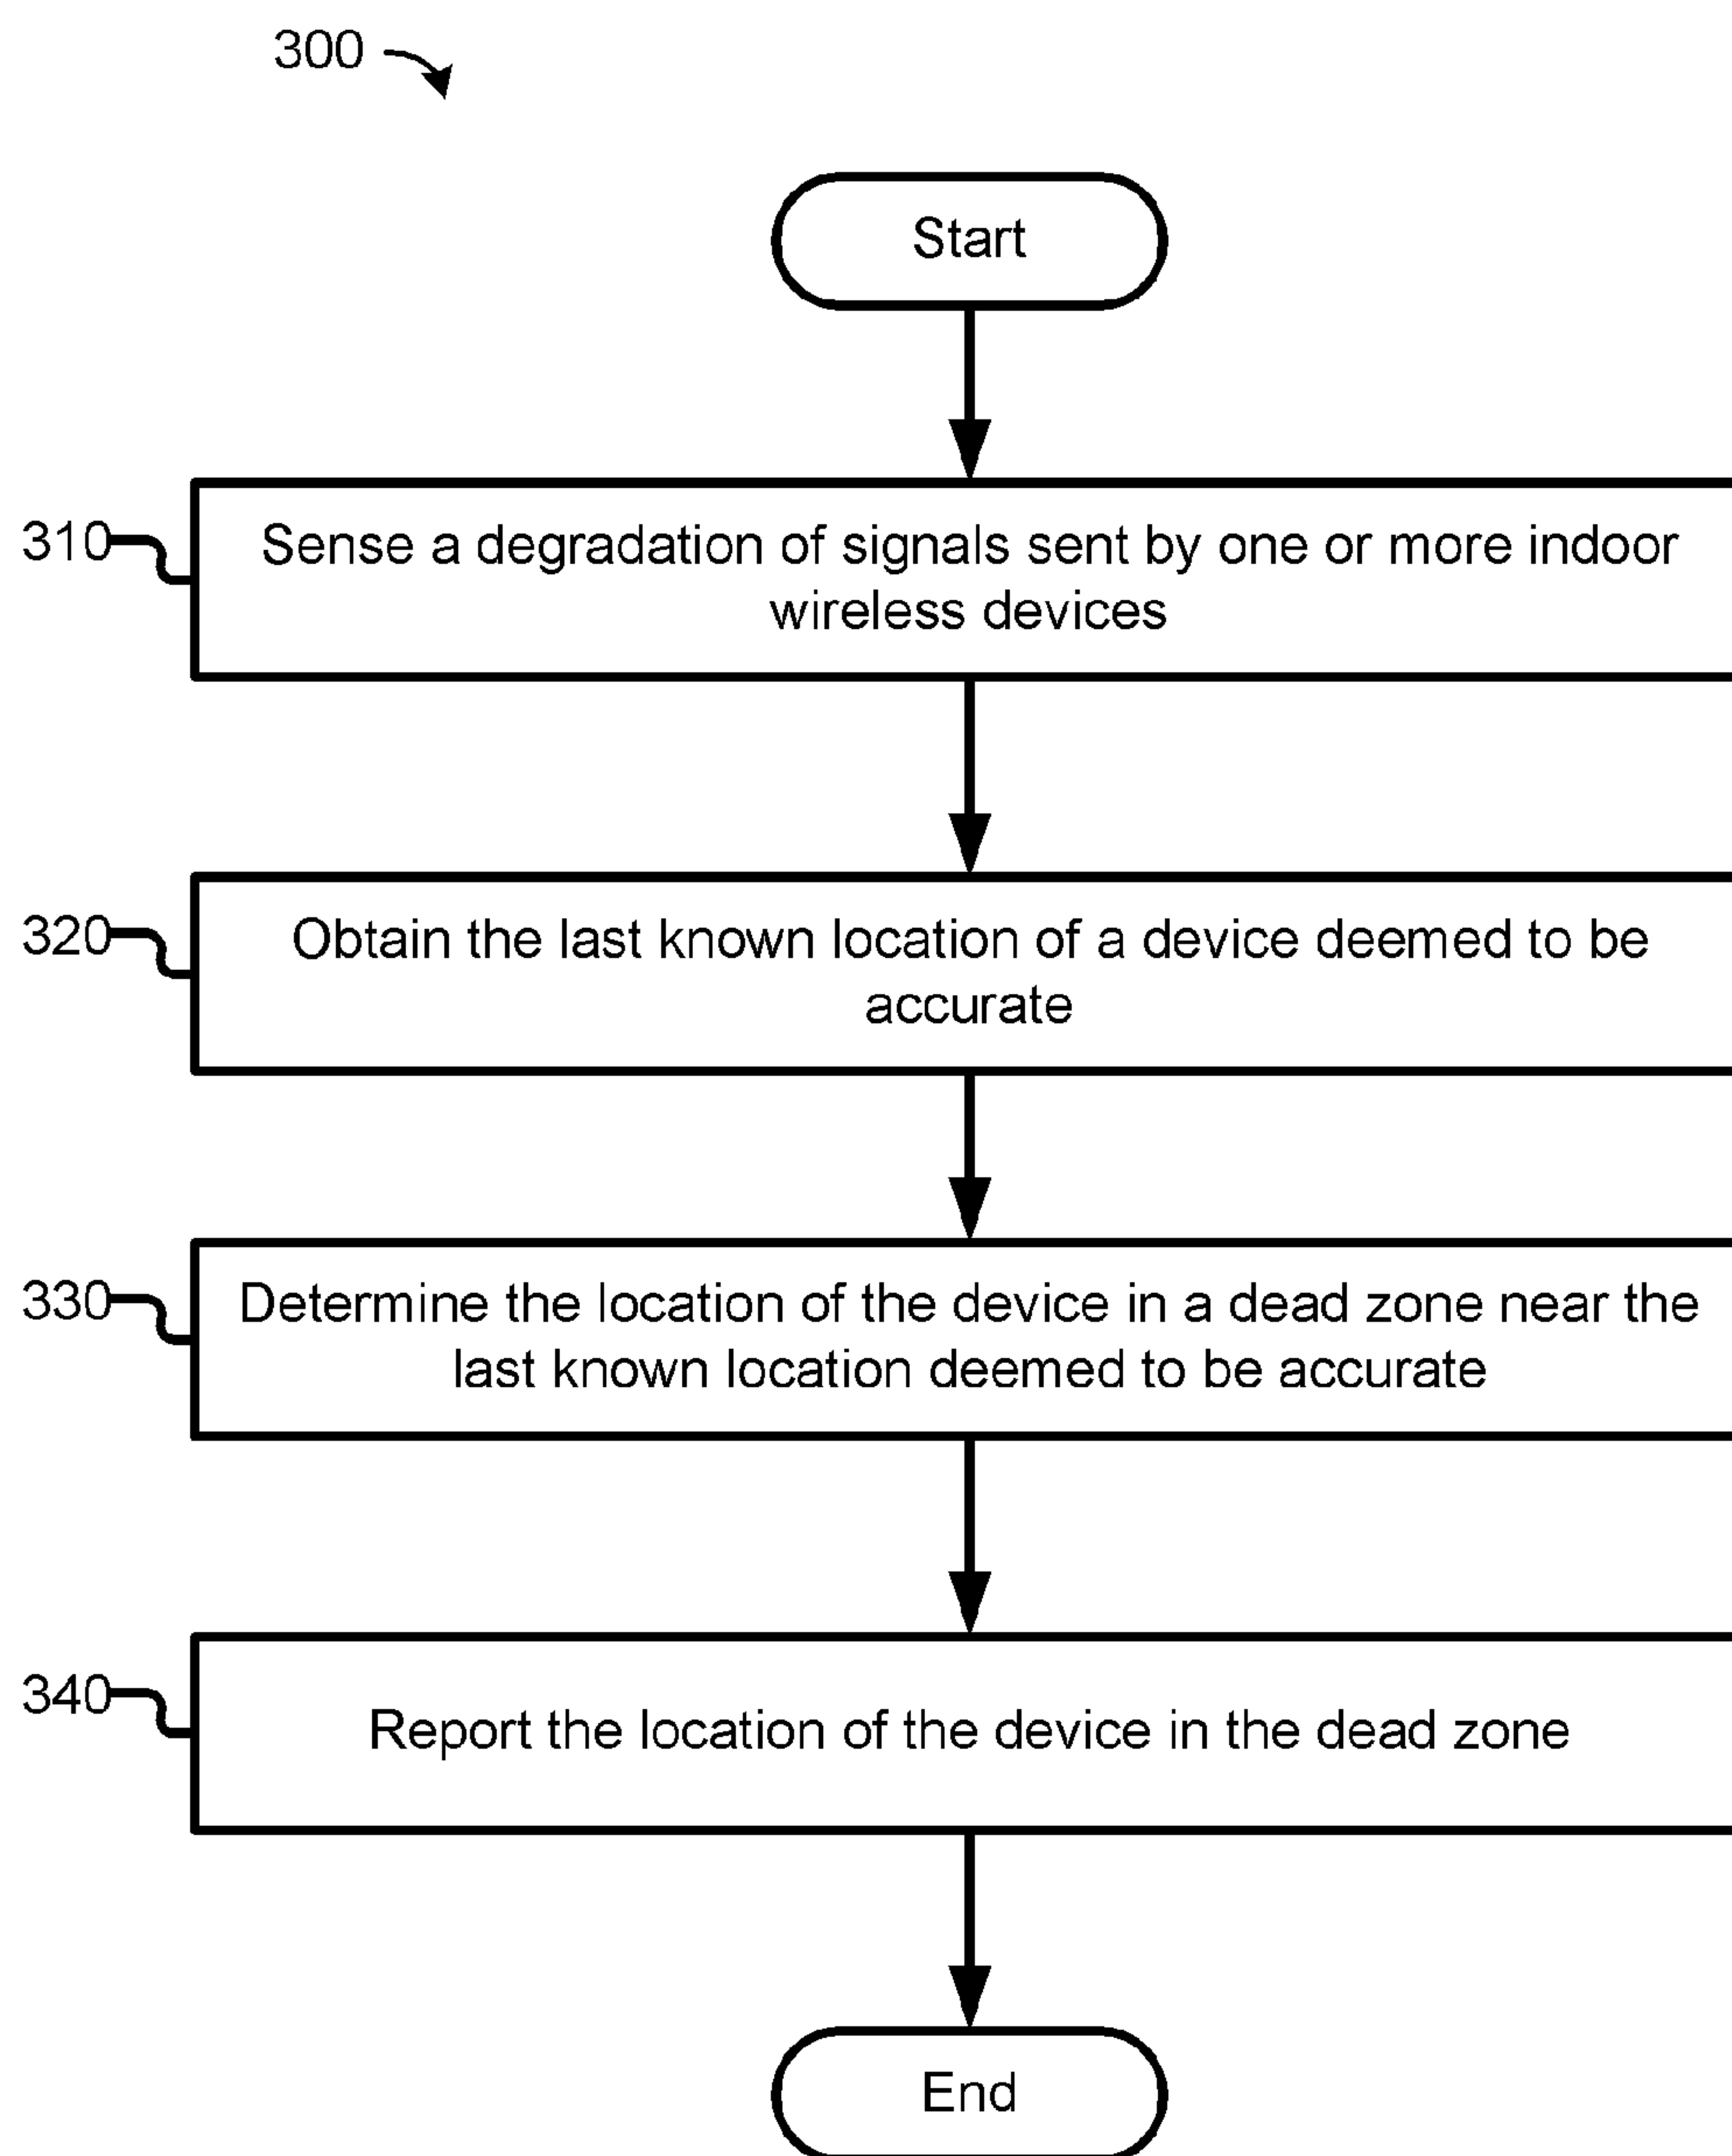 300
Start
310
Sense a degradation of signals sent by one or more indoor
wireless devices
320
Obtain the last known location of a device deemed to be
accurate
330
Determine the location of the device in a dead zone near the
last known location deemed to be accurate
340
Report the location of the device in the dead zone
End